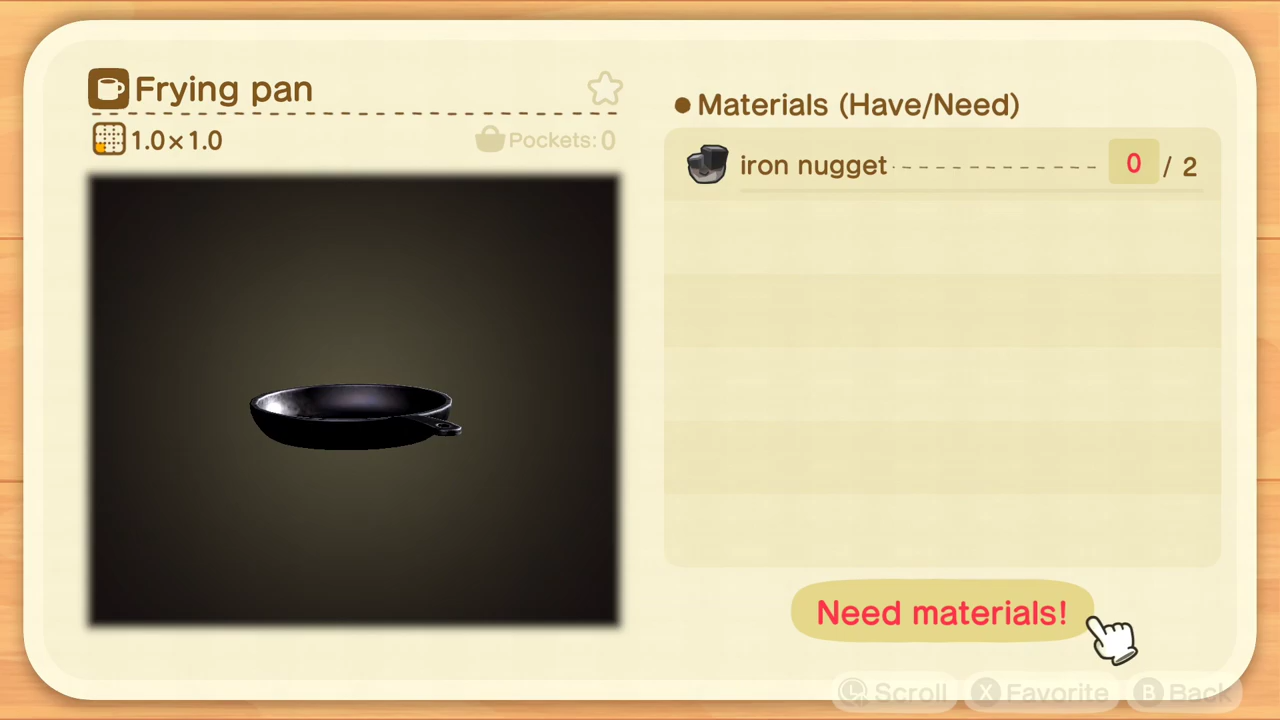 Frying pan
1.0×1.0
Pockets: 0
● Materials (Have/Need)
iron nugget 0 / 2
Need materials!
L Scroll X Favorite B Back